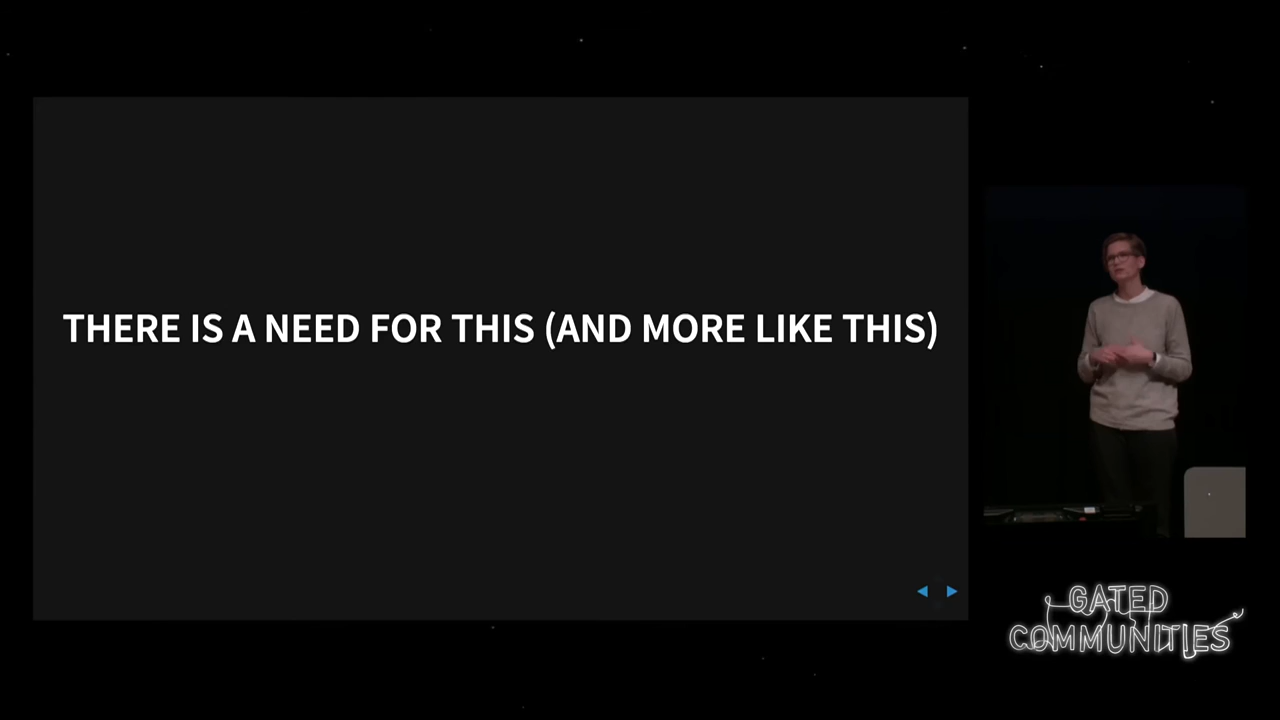 THERE IS A NEED FOR THIS (AND MORE LIKE THIS)
GATED
COMMUNITIES